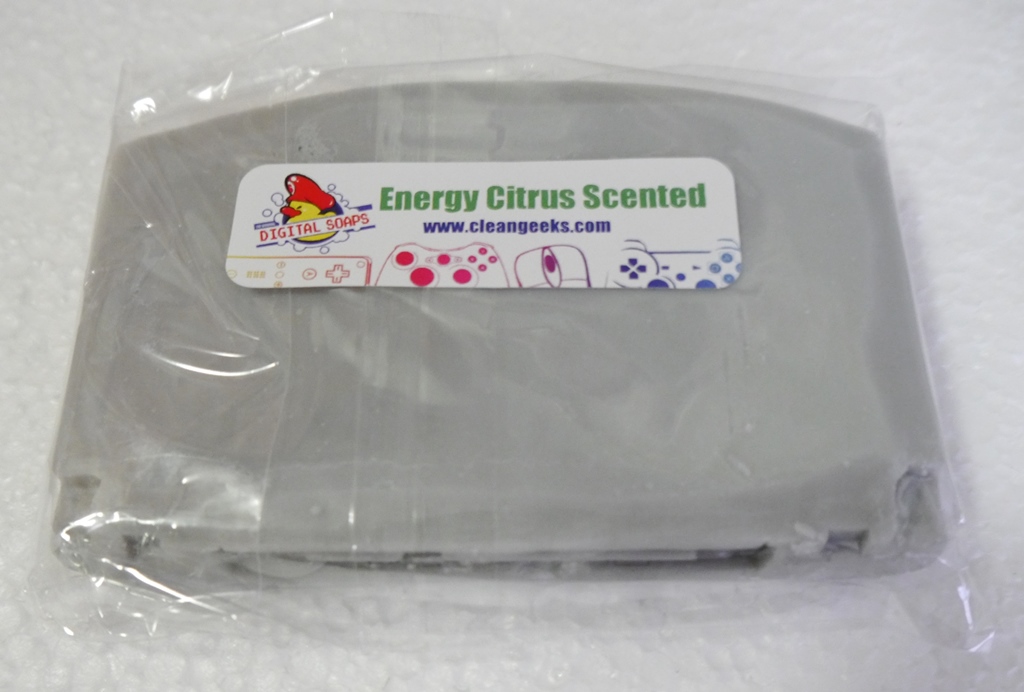 DIGITAL SOAPS
Energy Citrus Scented
www.cleangeeks.com